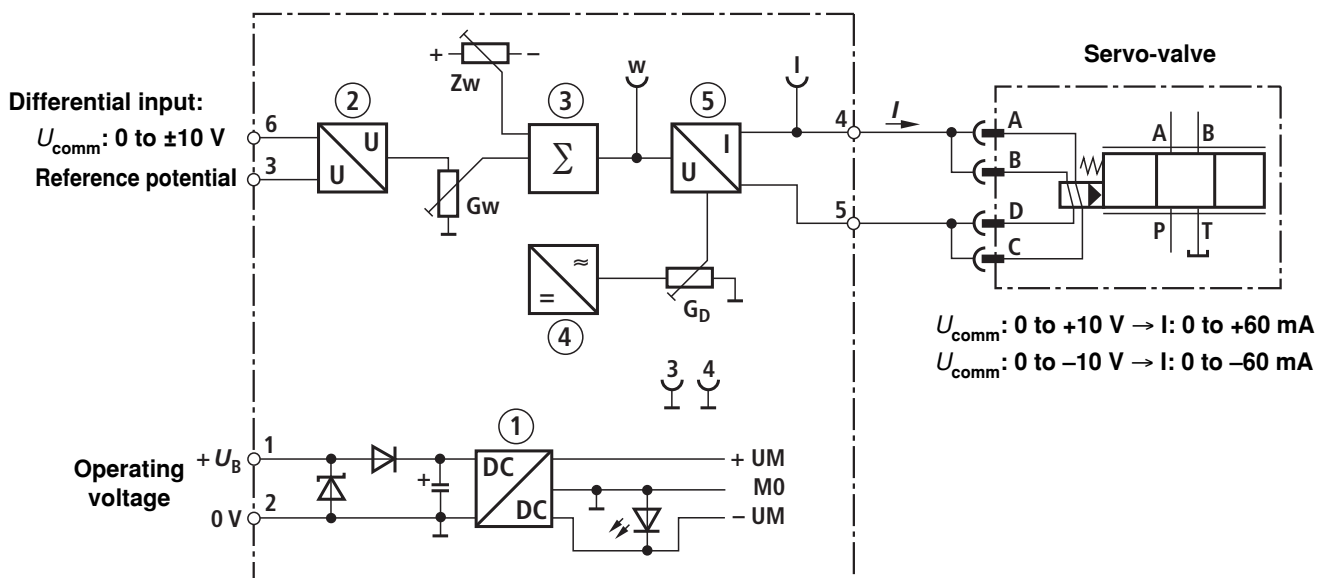 Servo-valve
+ –
Zw
w
I
Differential input:
2
3
5
6
U U
Ucomm: 0 to ±10 V
Σ
I
U
4
I
A
B
A B
3
Reference potential
Gw
5
D
C
P T
≈
=
GD
4
Ucomm: 0 to +10 V → I: 0 to +60 mA
Ucomm: 0 to –10 V → I: 0 to –60 mA
3 4
1
+ UB
1
Operating voltage
+
DC
DC
+ UM
M0
– UM
2
0 V